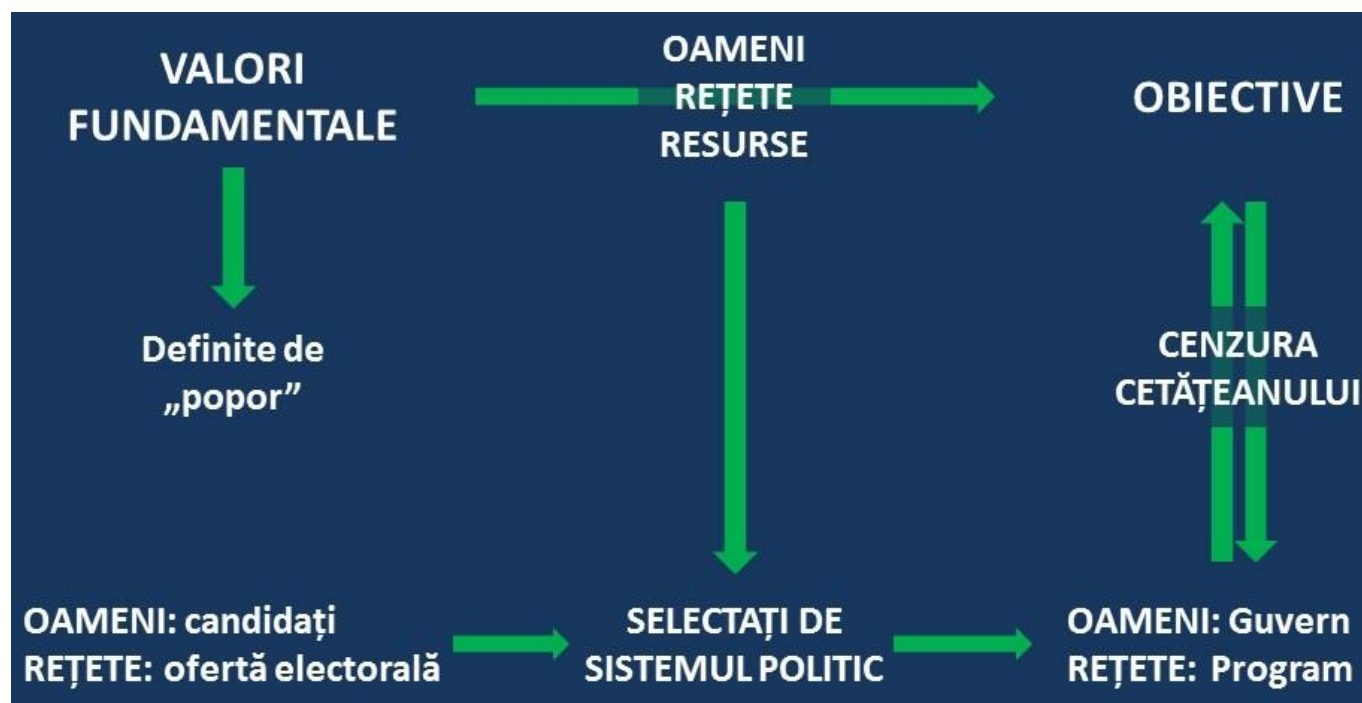 VALORI
FUNDAMENTALE
OAMENI
REȚETE
RESURSE
OBIECTIVE
Definite de
„popor”
CENZURA
CETĂȚEANULUI
OAMENI: candidați
REȚETE: ofertă electorală
SELECTAȚI DE
SISTEMUL POLITIC
OAMENI: Guvern
REȚETE: Program